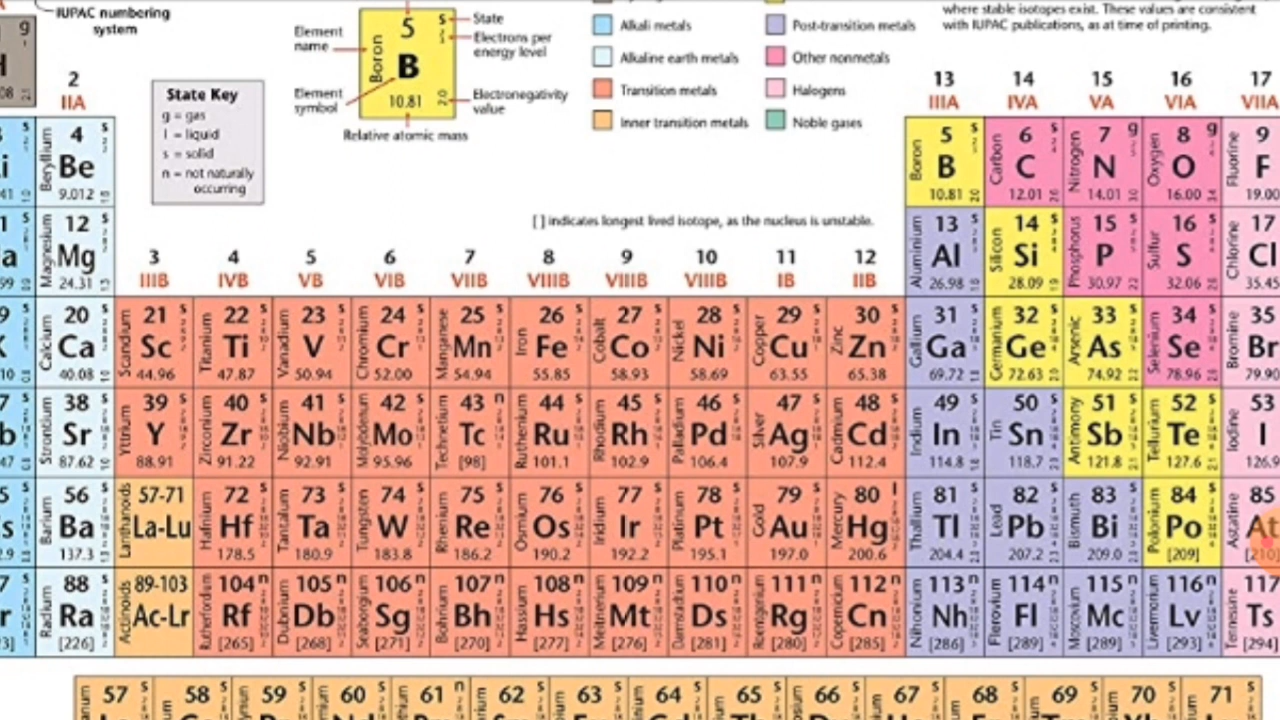 IUPAC numbering
system
5
S
State
Element
name
Boron
Electrons per
energy level
B
Element
symbol
10.81
2.0
Electronegativity
value
Relative atomic mass
Alkali metals
Alkaline earth metals
Transition metals
Inner transition metals
Post-transition metals
Other nonmetals
Halogens
Noble gases
where stable isotopes exist. These values are consistent
with IUPAC publications, as at time of printing.
State Key
g = gas
l = liquid
s = solid
n = not naturally
occurring
[ ] indicates longest lived isotope, as the nucleus is unstable.
2 13 14 15 16 17
IIA IIIA IVA VA VIA VIIA
4 s 5 s 6 s 7 g 8 g 9
Beryllium Be Boron B Carbon C Nitrogen N Oxygen O Fluorine F
9.012 10.81 12.01 14.01 16.00 19.00
12 s 13 s 14 s 15 s 16 s 17
Magnesium Mg Aluminium Al Silicon Si Phosphorus P Sulfur S Chlorine Cl
24.31 26.98 28.09 30.97 32.06 35.45
3 4 5 6 7 8 9 10 11 12
IIIB IVB VB VIB VIIB VIIIB VIIIB VIIIB IB IIB
20 s 21 s 22 s 23 s 24 s 25 s 26 s 27 s 28 s 29 s 30 s 31 s 32 s 33 s 34 s 35
Calcium Ca Scandium Sc Titanium Ti Vanadium V Chromium Cr Manganese Mn Iron Fe Cobalt Co Nickel Ni Copper Cu Zinc Zn Gallium Ga Germanium Ge Arsenic As Selenium Se Bromine Br
40.08 44.96 47.87 50.94 52.00 54.94 55.85 58.93 58.69 63.55 65.38 69.72 72.63 74.92 78.96 79.90
38 s 39 s 40 s 41 s 42 s 43 n 44 s 45 s 46 s 47 s 48 s 49 s 50 s 51 s 52 s 53
Strontium Sr Yttrium Y Zirconium Zr Niobium Nb Molybdenum Mo Technetium Tc Ruthenium Ru Rhodium Rh Palladium Pd Silver Ag Cadmium Cd Indium In Tin Sn Antimony Sb Tellurium Te Iodine I
87.62 88.91 91.22 92.91 95.96 [98] 101.1 102.9 106.4 107.9 112.4 114.8 118.7 121.8 127.6 126.9
56 s 57-71 72 s 73 s 74 s 75 s 76 s 77 s 78 s 79 s 80 l 81 s 82 s 83 s 84 s 85
Barium Ba Lanthanoids La-Lu Hafnium Hf Tantalum Ta Tungsten W Rhenium Re Osmium Os Iridium Ir Platinum Pt Gold Au Mercury Hg Thallium Tl Lead Pb Bismuth Bi Polonium Po Astatine At
137.3 178.5 180.9 183.8 186.2 190.2 192.2 195.1 197.0 200.6 204.4 207.2 209.0 [209] [210]
88 s 89-103 104 n 105 n 106 n 107 n 108 n 109 n 110 n 111 n 112 n 113 n 114 n 115 n 116 n 117
Radium Ra Actinoids Ac-Lr Rutherfordium Rf Dubnium Db Seaborgium Sg Bohrium Bh Hassium Hs Meitnerium Mt Darmstadtium Ds Roentgenium Rg Copernicium Cn Nihonium Nh Flerovium Fl Moscovium Mc Livermorium Lv Tennessine Ts
[226] [265] [268] [271] [270] [277] [276] [281] [280] [285] [286] [289] [289] [293] [294]
57 s 58 s 59 s 60 s 61 n 62 s 63 s 64 s 65 s 66 s 67 s 68 s 69 s 70 s 71 s